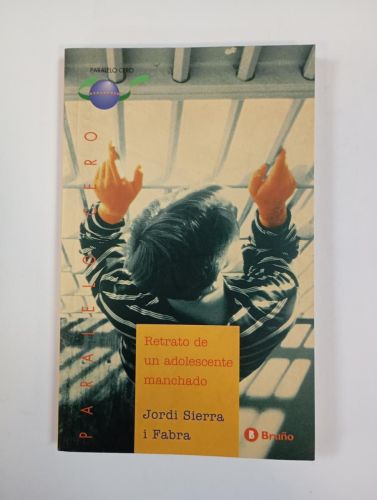 PARALELO CERO
PARALELO CERO
Retrato de
un adolescente
manchado
Jordi Sierra
i Fabra
B Bruño